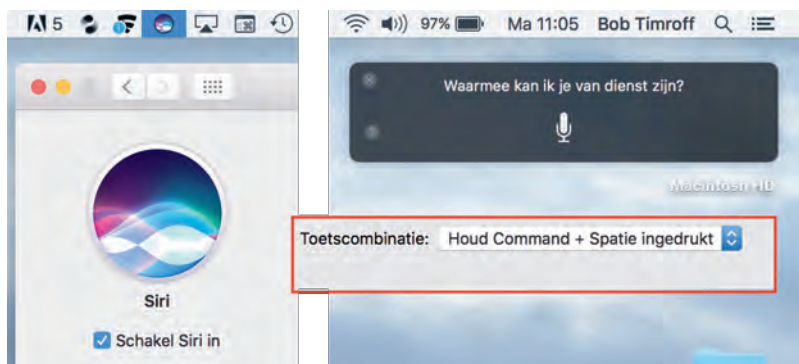 5
97% Ma 11:05 Bob Timroff
Waarmee kan ik je van dienst zijn?
Macintosh HD
Toetscombinatie: Houd Command + Spatie ingedrukt
Siri
Schakel Siri in